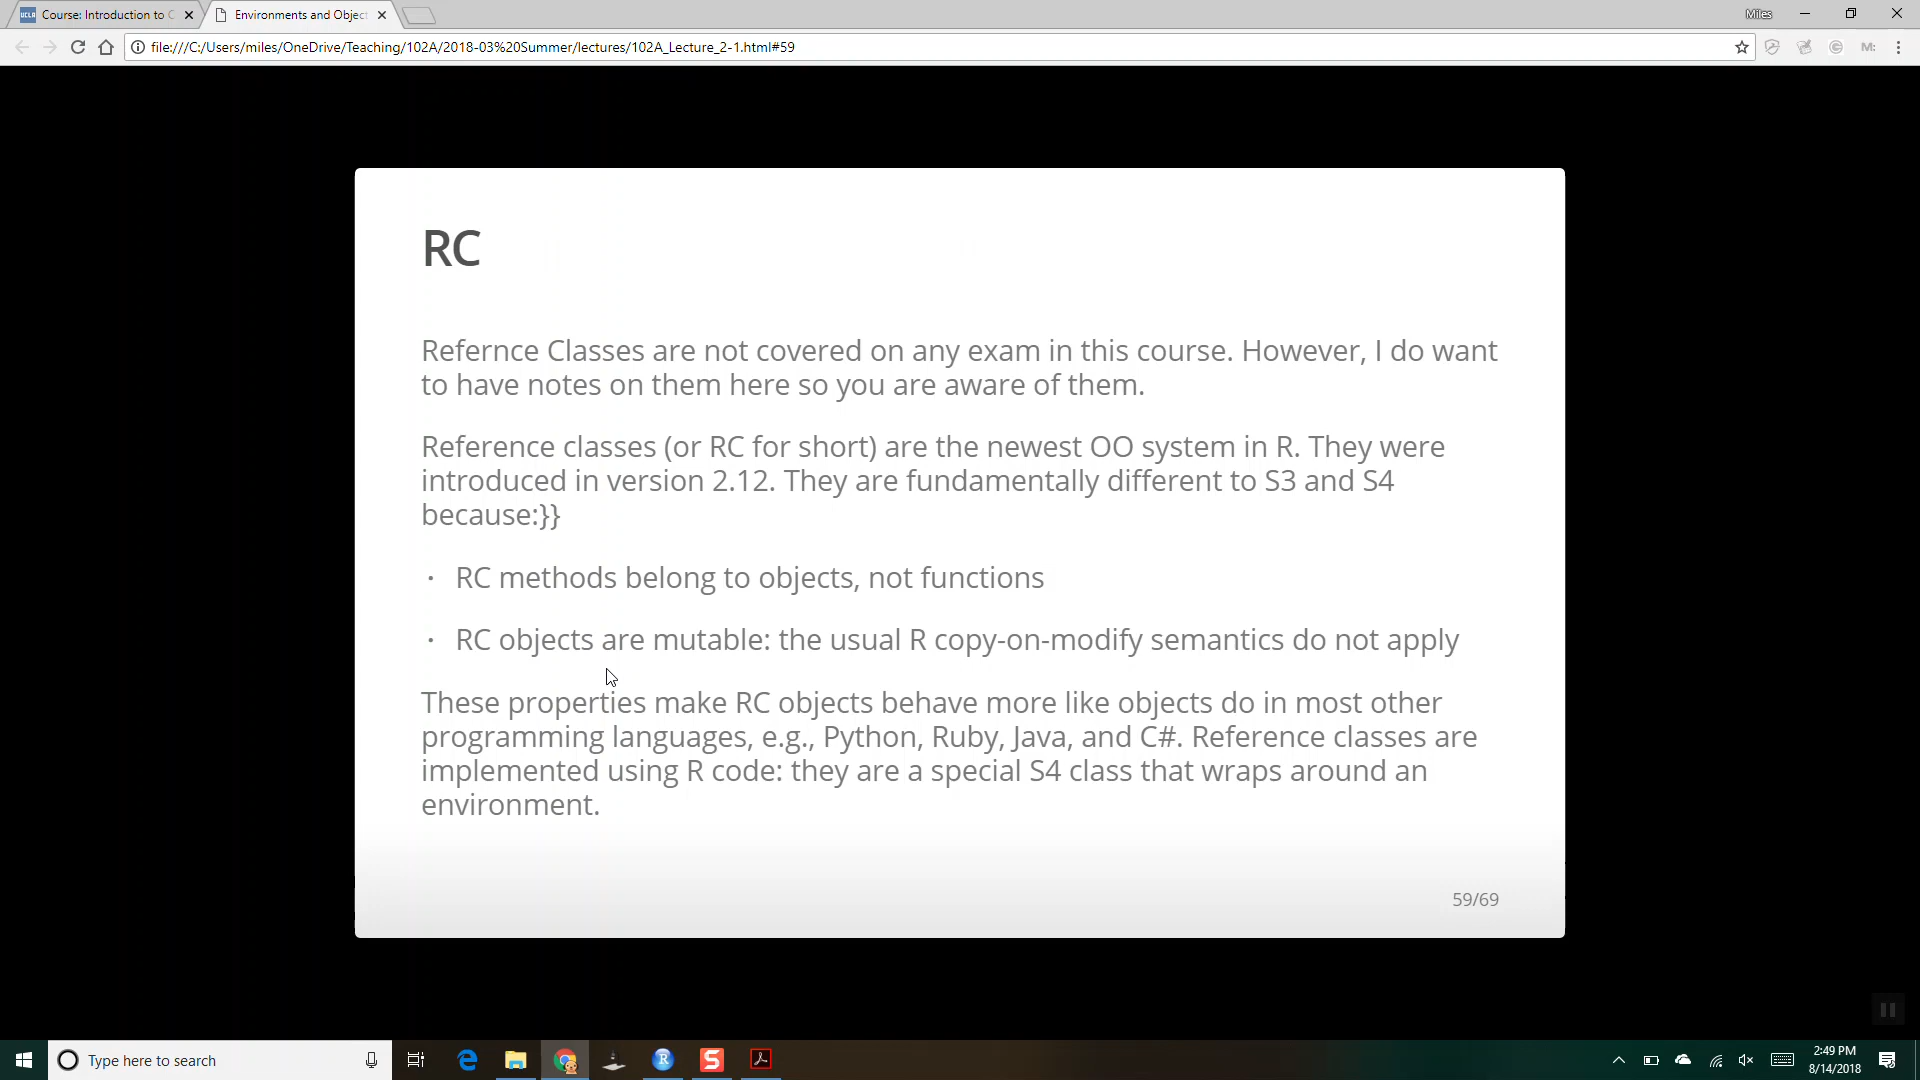 Course: Introduction to C
Environments and Object
Miles
file:///C:/Users/miles/OneDrive/Teaching/102A/2018-03%20Summer/lectures/102A_Lecture_2-1.html#59
M:
RC
Refernce Classes are not covered on any exam in this course. However, I do want
to have notes on them here so you are aware of them.
Reference classes (or RC for short) are the newest OO system in R. They were
introduced in version 2.12. They are fundamentally different to S3 and S4
because:}}
· RC methods belong to objects, not functions
· RC objects are mutable: the usual R copy-on-modify semantics do not apply
These properties make RC objects behave more like objects do in most other
programming languages, e.g., Python, Ruby, Java, and C#. Reference classes are
implemented using R code: they are a special S4 class that wraps around an
environment.
59/69
Type here to search
2:49 PM
8/14/2018